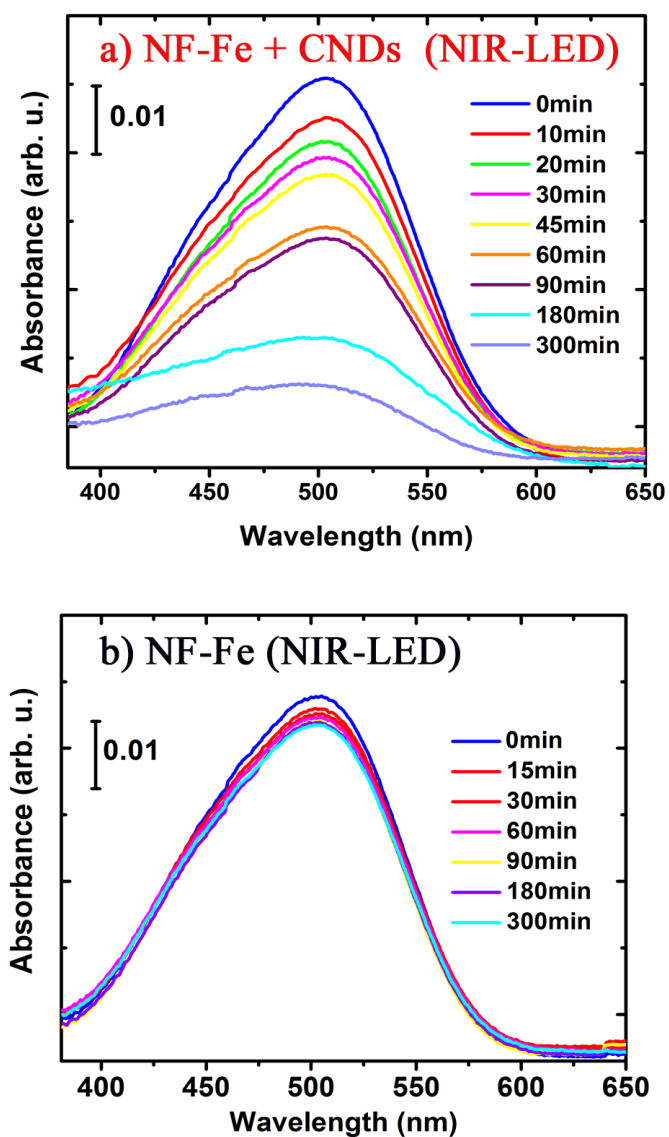 a) NF-Fe + CNDs (NIR-LED)
0.01
0min
10min
20min
30min
45min
60min
90min
180min
300min
Absorbance (arb. u.)
400 450 500 550 600 650
Wavelength (nm)
b) NF-Fe (NIR-LED)
0.01
0min
15min
30min
60min
90min
180min
300min
Absorbance (arb. u.)
400 450 500 550 600 650
Wavelength (nm)